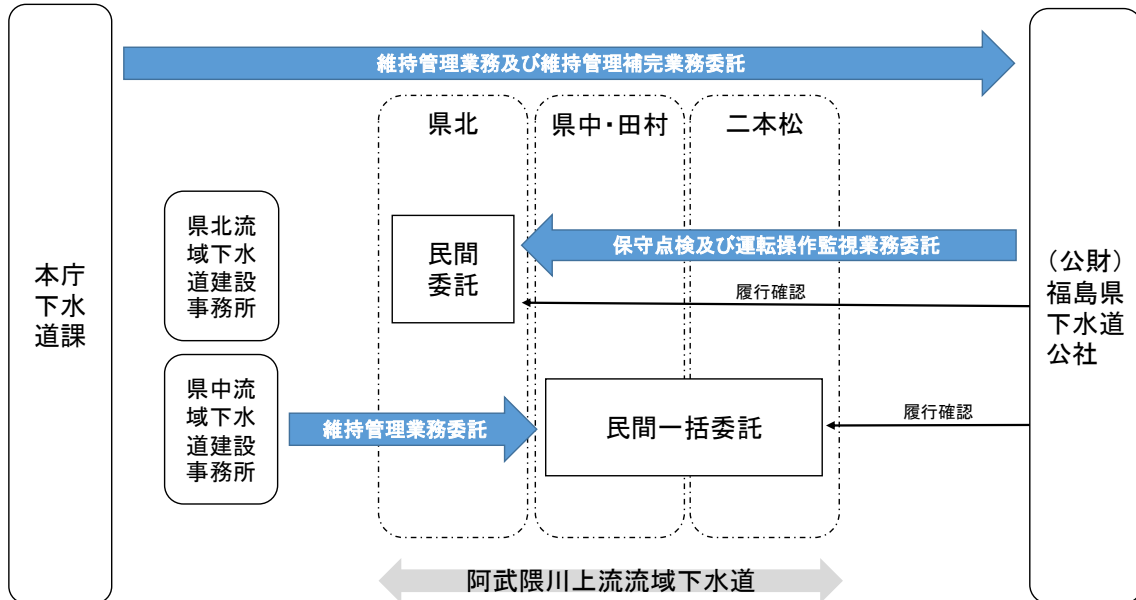 維持管理業務及び維持管理補完業務委託
県北
県中・田村
二本松
本庁
下水
道課
県北流
域下水
道建設
事務所
民間
委託
保守点検及び運転操作監視業務委託
履行確認
(公財)
福島県
下水道
公社
県中流
域下水
道建設
事務所
維持管理業務委託
民間一括委託
履行確認
阿武隈川上流流域下水道